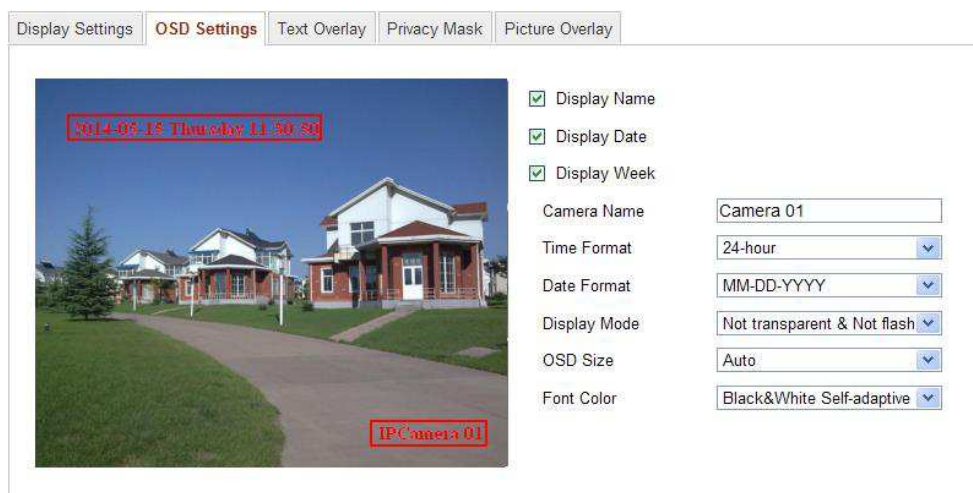 Display Settings OSD Settings Text Overlay Privacy Mask Picture Overlay
2014-05-15 Thursday 11:30:50
IPCamera 01
Display Name
Display Date
Display Week
Camera Name Camera 01
Time Format 24-hour
Date Format MM-DD-YYYY
Display Mode Not transparent & Not flash
OSD Size Auto
Font Color Black&White Self-adaptive